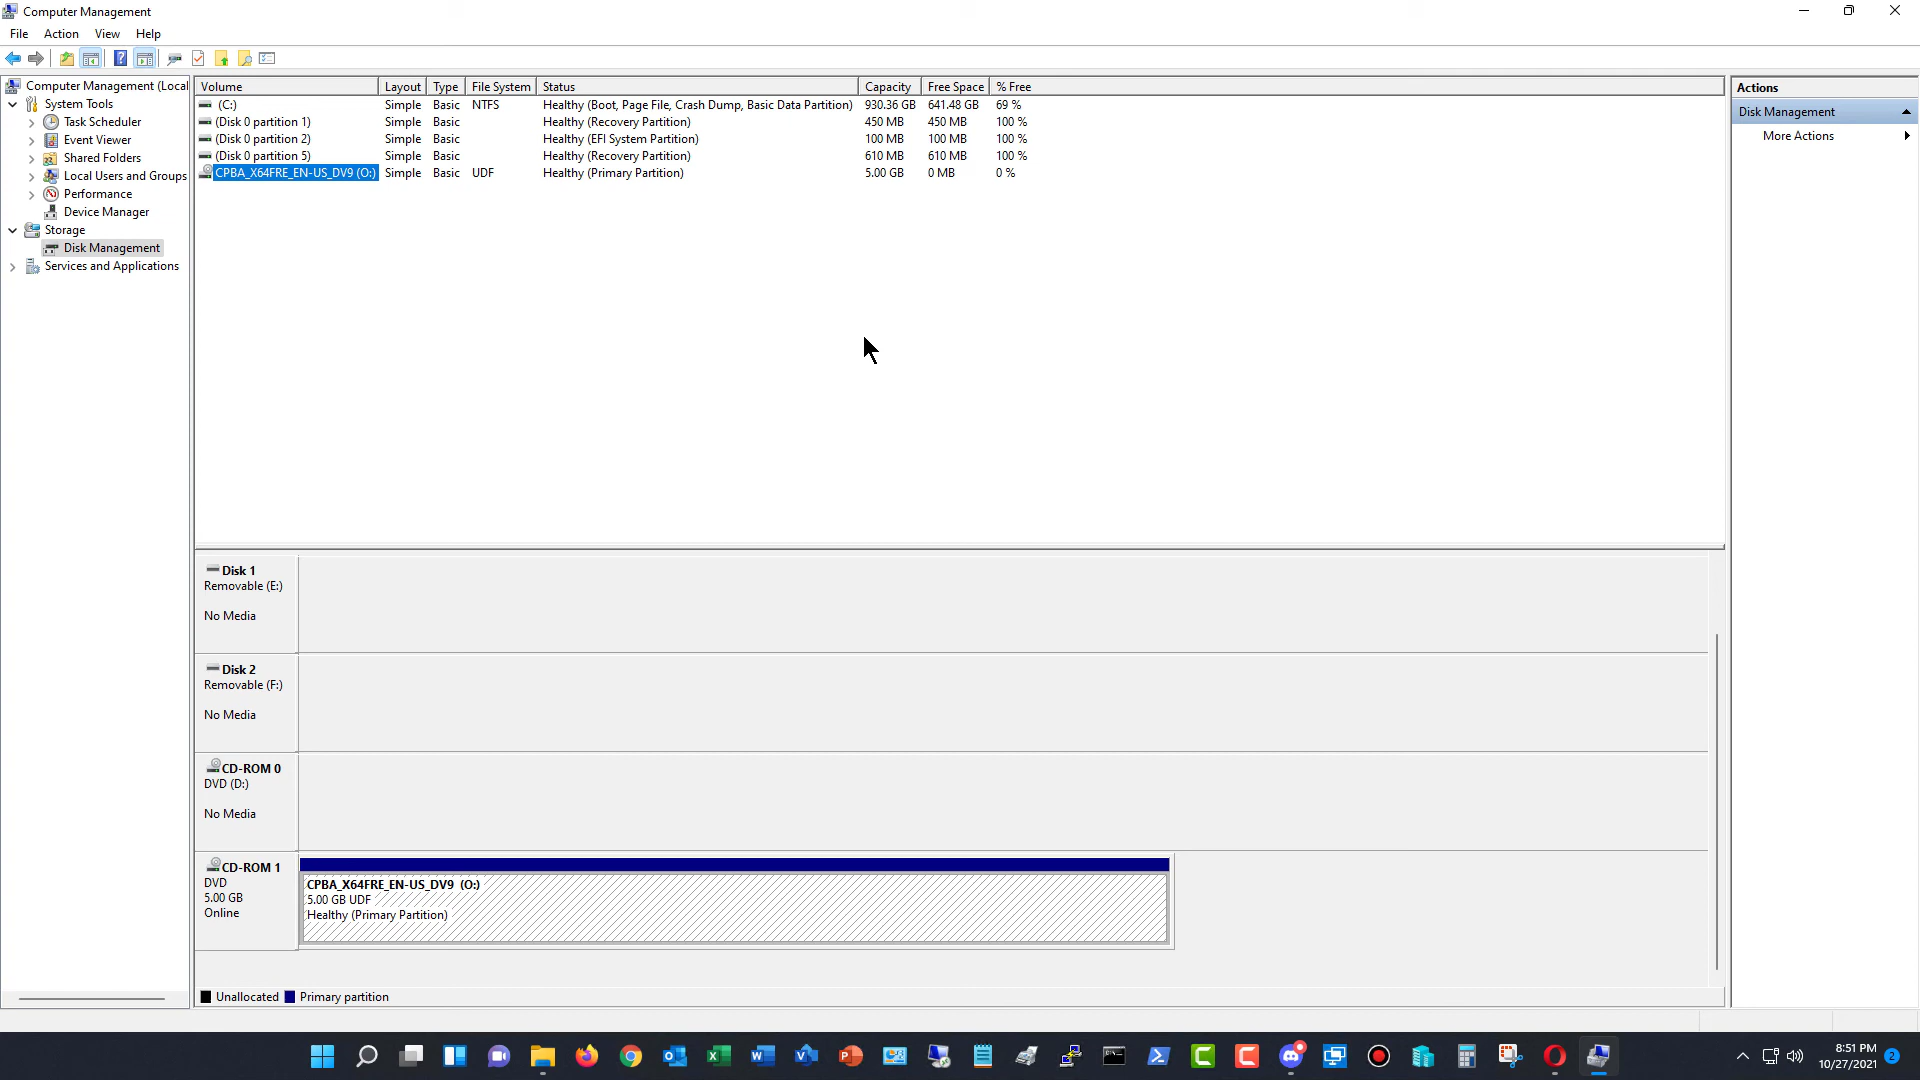 Computer Management
File Action View Help
Computer Management (Local
System Tools
Task Scheduler
Event Viewer
Shared Folders
Local Users and Groups
Performance
Device Manager
Storage
Disk Management
Services and Applications
Volume Layout Type File System Status Capacity Free Space % Free
(C:) Simple Basic NTFS Healthy (Boot, Page File, Crash Dump, Basic Data Partition) 930.36 GB 641.48 GB 69 %
(Disk 0 partition 1) Simple Basic Healthy (Recovery Partition) 450 MB 450 MB 100 %
(Disk 0 partition 2) Simple Basic Healthy (EFI System Partition) 100 MB 100 MB 100 %
(Disk 0 partition 5) Simple Basic Healthy (Recovery Partition) 610 MB 610 MB 100 %
CPBA_X64FRE_EN-US_DV9 (O:) Simple Basic UDF Healthy (Primary Partition) 5.00 GB 0 MB 0 %
Disk 1
Removable (E:)
No Media
Disk 2
Removable (F:)
No Media
CD-ROM 0
DVD (D:)
No Media
CD-ROM 1
DVD
5.00 GB
Online
CPBA_X64FRE_EN-US_DV9 (O:)
5.00 GB UDF
Healthy (Primary Partition)
Unallocated Primary partition
Actions
Disk Management
More Actions
8:51 PM
10/27/2021
2